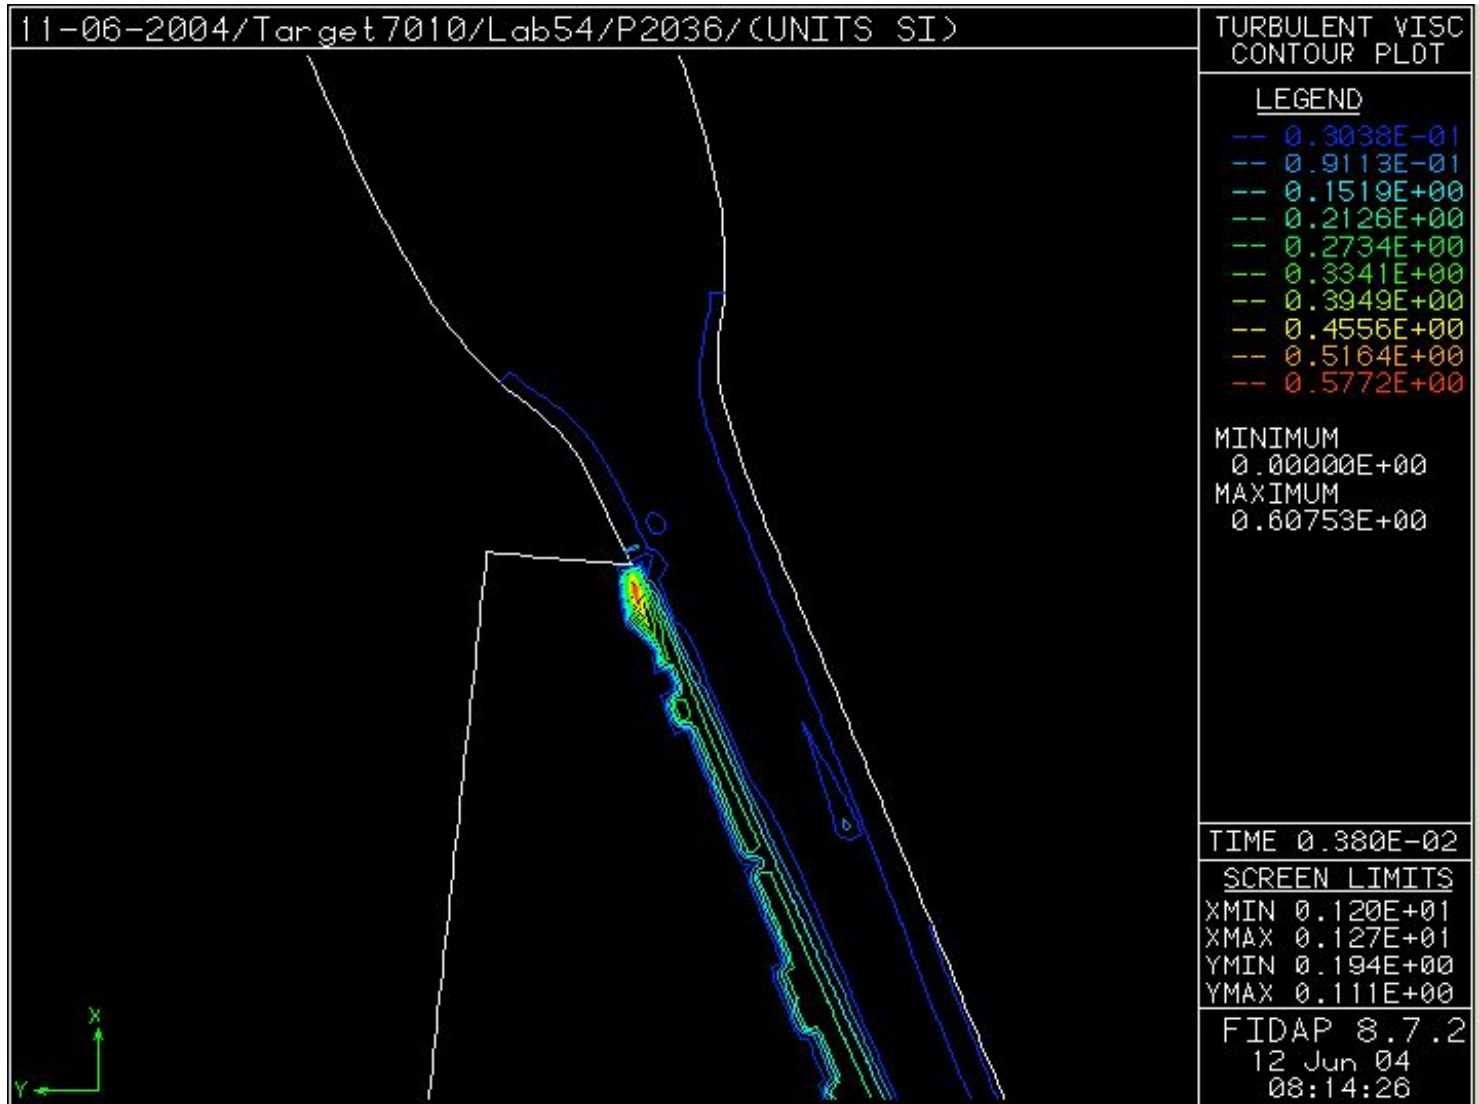 11-06-2004/Target7010/Lab54/P2036/(UNITS SI)
TURBULENT VISC
CONTOUR PLOT
LEGEND
-- 0.3038E-01
-- 0.9113E-01
-- 0.1519E+00
-- 0.2126E+00
-- 0.2734E+00
-- 0.3341E+00
-- 0.3949E+00
-- 0.4556E+00
-- 0.5164E+00
-- 0.5772E+00
MINIMUM
0.00000E+00
MAXIMUM
0.60753E+00
TIME 0.380E-02
SCREEN LIMITS
XMIN 0.120E+01
XMAX 0.127E+01
YMIN 0.194E+00
YMAX 0.111E+00
FIDAP 8.7.2
12 Jun 04
08:14:26
X
Y